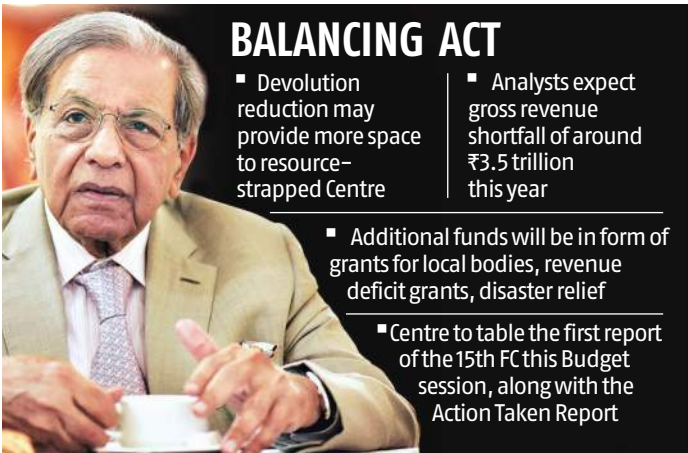 BALANCING ACT
▪ Devolution
reduction may
provide more space
to resource-
strapped Centre
▪ Analysts expect
gross revenue
shortfall of around
₹3.5 trillion
this year
▪ Additional funds will be in form of
grants for local bodies, revenue
deficit grants, disaster relief
▪ Centre to table the first report
of the 15th FC this Budget
session, along with the
Action Taken Report